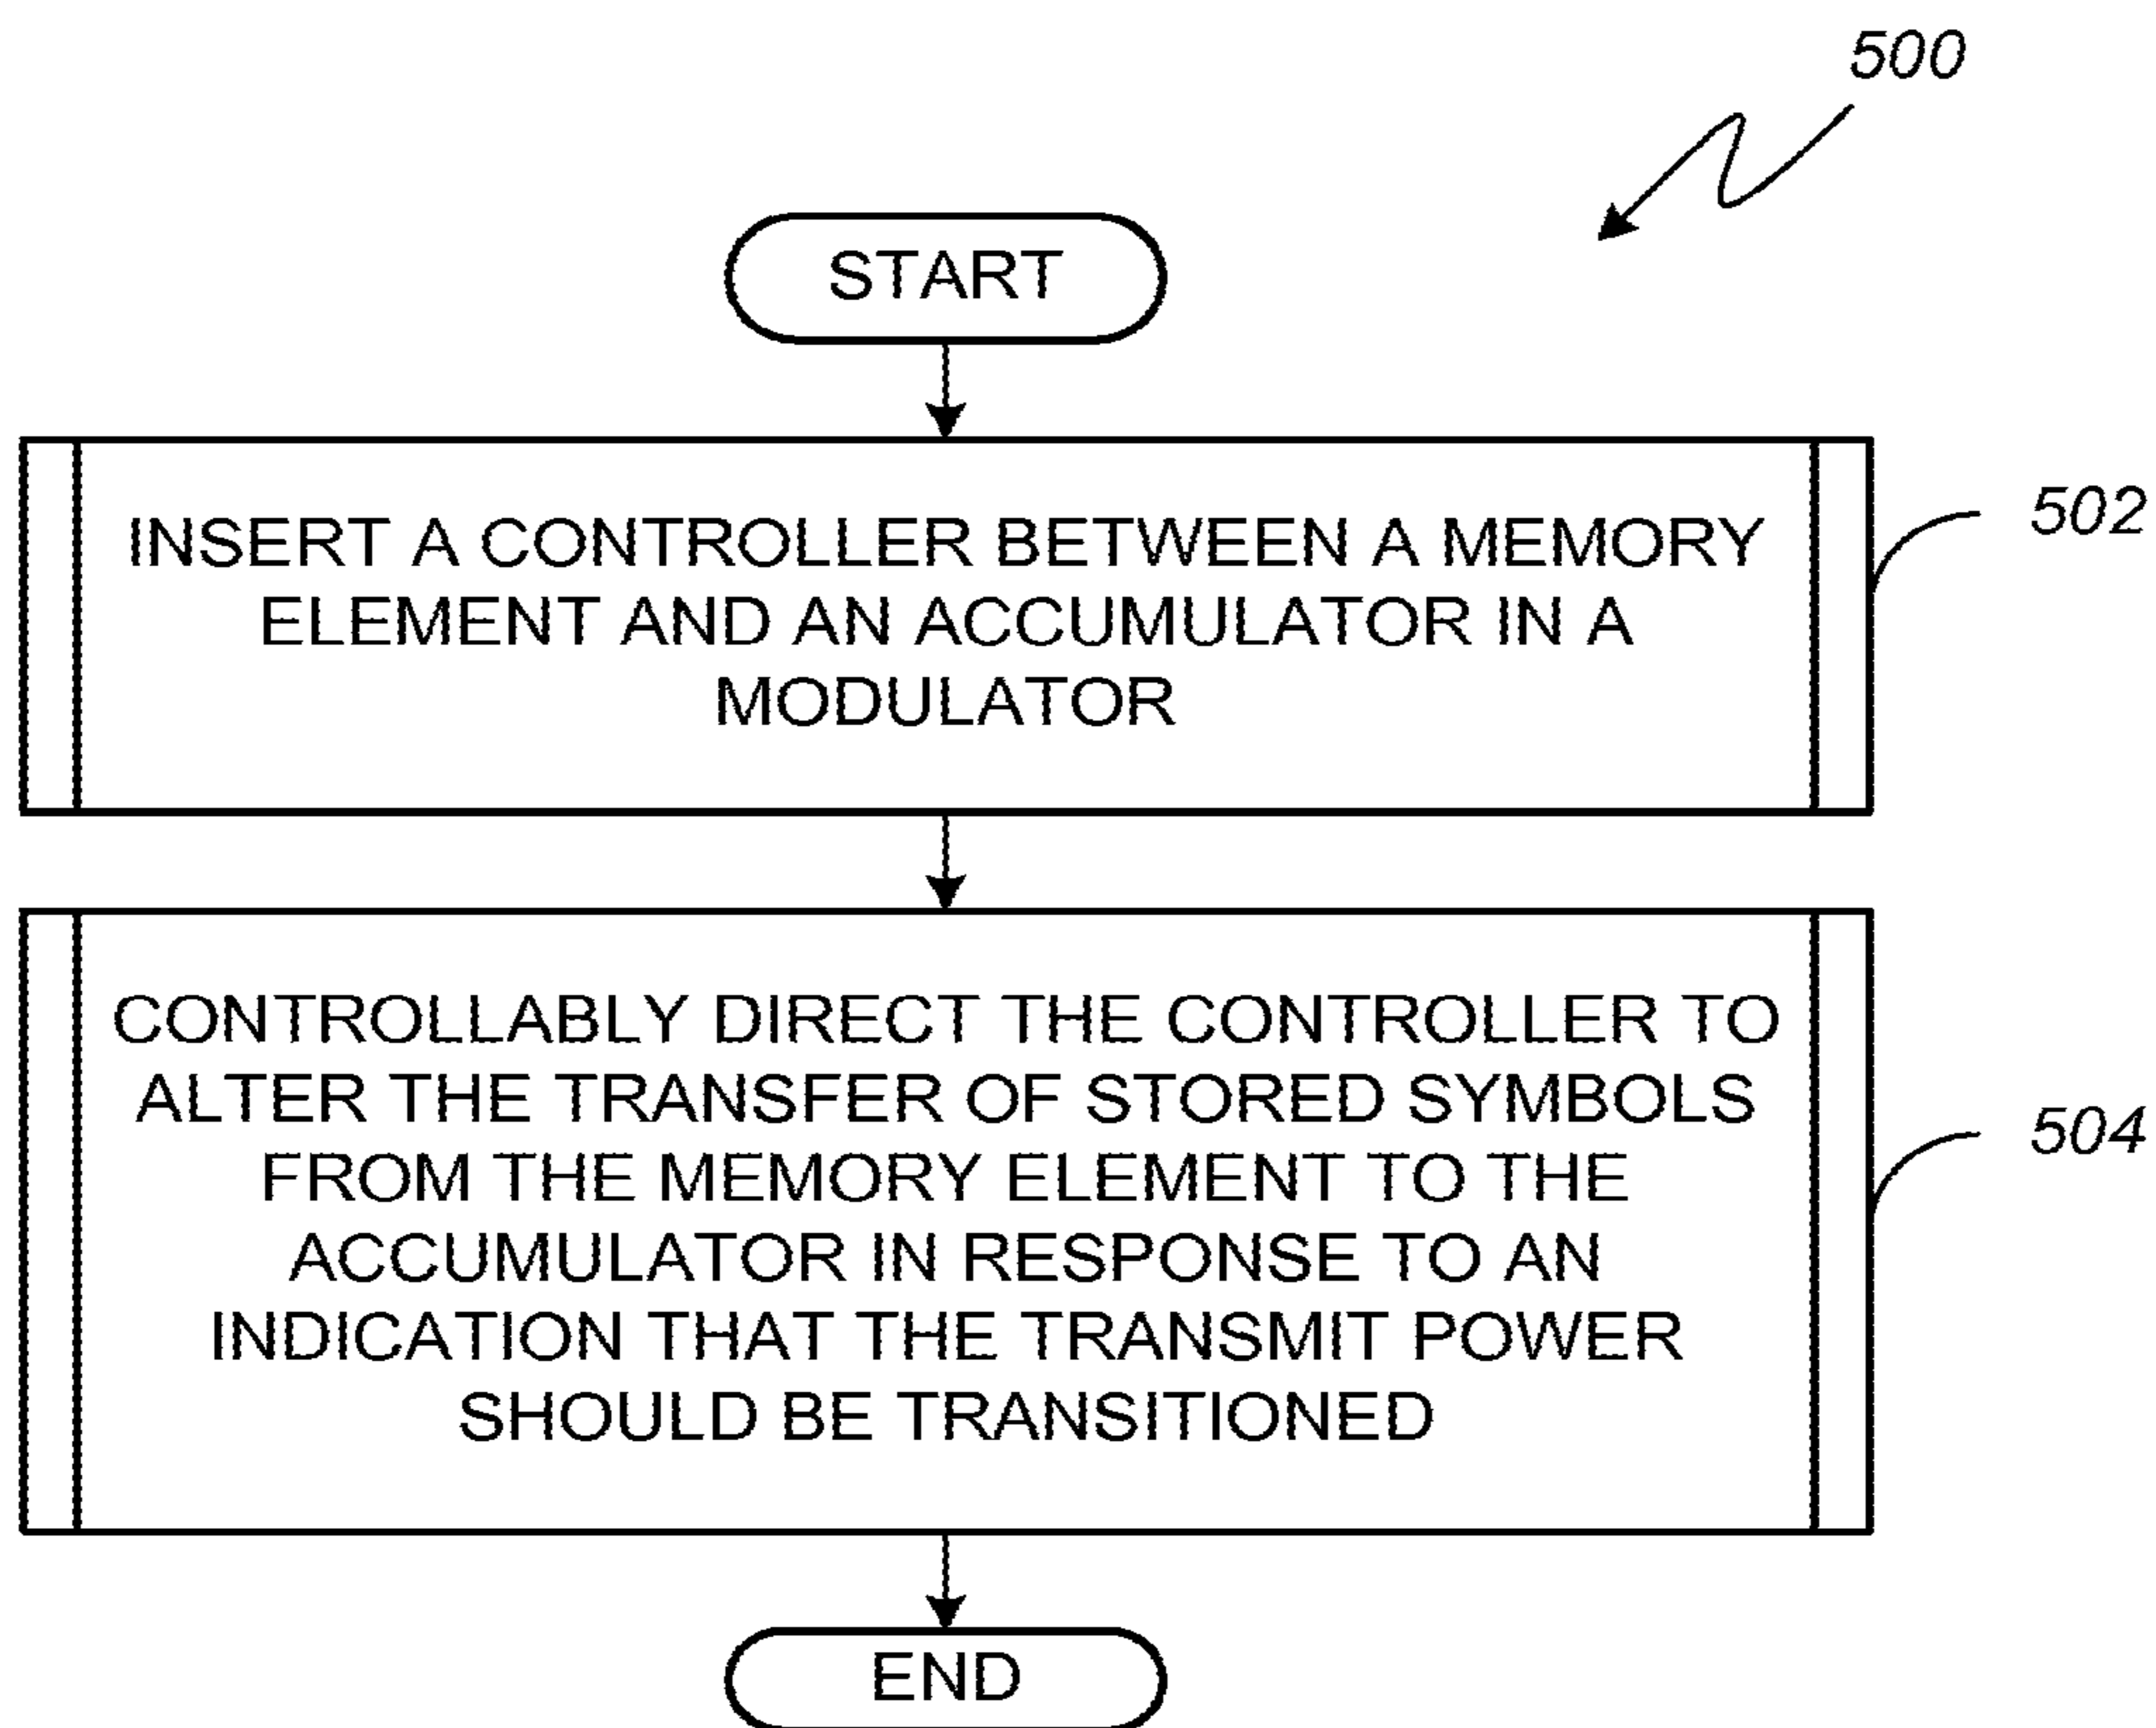 500
START
INSERT A CONTROLLER BETWEEN A MEMORY
ELEMENT AND AN ACCUMULATOR IN A
MODULATOR
502
CONTROLLABLY DIRECT THE CONTROLLER TO
ALTER THE TRANSFER OF STORED SYMBOLS
FROM THE MEMORY ELEMENT TO THE
ACCUMULATOR IN RESPONSE TO AN
INDICATION THAT THE TRANSMIT POWER
SHOULD BE TRANSITIONED
504
END